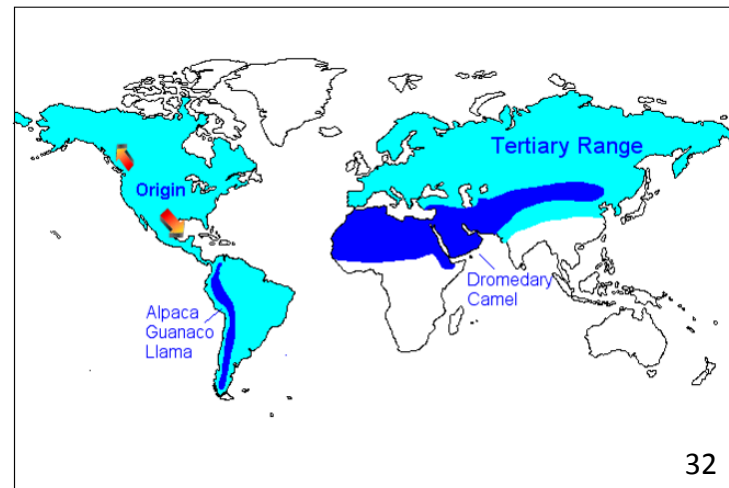 Tertiary Range
Origin
Dromedary
Camel
Alpaca
Guanaco
Llama
32